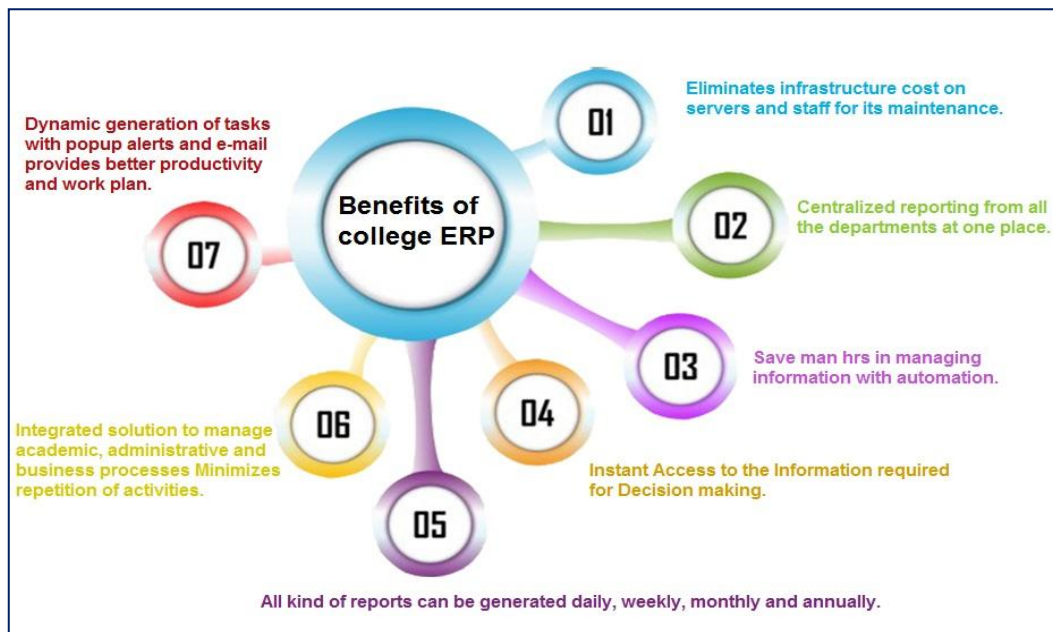 Benefits of
college ERP
01
Eliminates infrastructure cost on
servers and staff for its maintenance.
02
Centralized reporting from all
the departments at one place.
03
Save man hrs in managing
information with automation.
04
Instant Access to the Information required
for Decision making.
05
All kind of reports can be generated daily, weekly, monthly and annually.
06
Integrated solution to manage
academic, administrative and
business processes Minimizes
repetition of activities.
07
Dynamic generation of tasks
with popup alerts and e-mail
provides better productivity
and work plan.